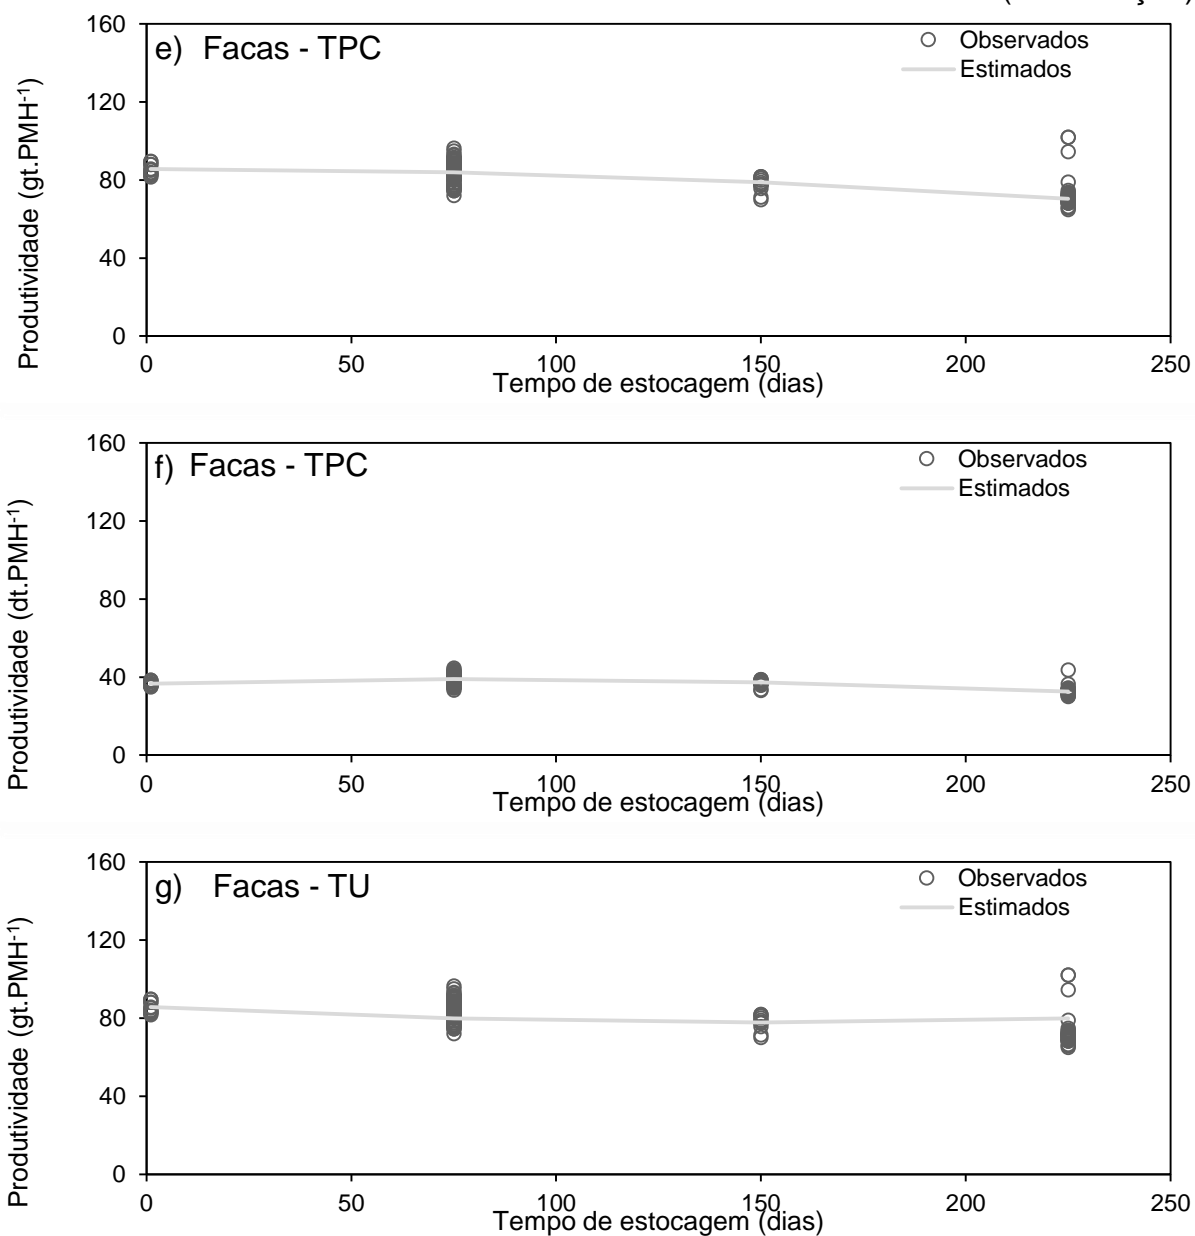 e) Facas - TPC
Observados
Estimados
Produtividade (gt.PMH-1)
160
120
80
40
0
0 50 100 150 200 250
Tempo de estocagem (dias)
f) Facas - TPC
Observados
Estimados
Produtividade (dt.PMH-1)
160
120
80
40
0
0 50 100 150 200 250
Tempo de estocagem (dias)
g) Facas - TU
Observados
Estimados
Produtividade (gt.PMH-1)
160
120
80
40
0
0 50 100 150 200 250
Tempo de estocagem (dias)